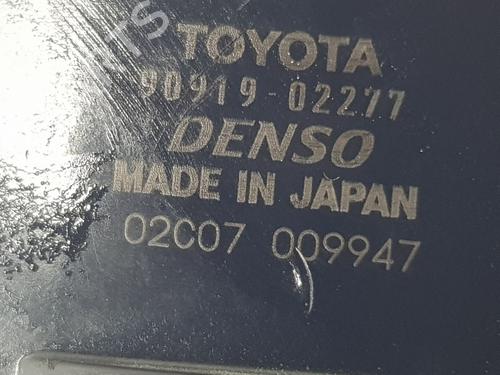 TOYOTA
90919-02277
DENSO
MADE IN JAPAN
02C07 009947